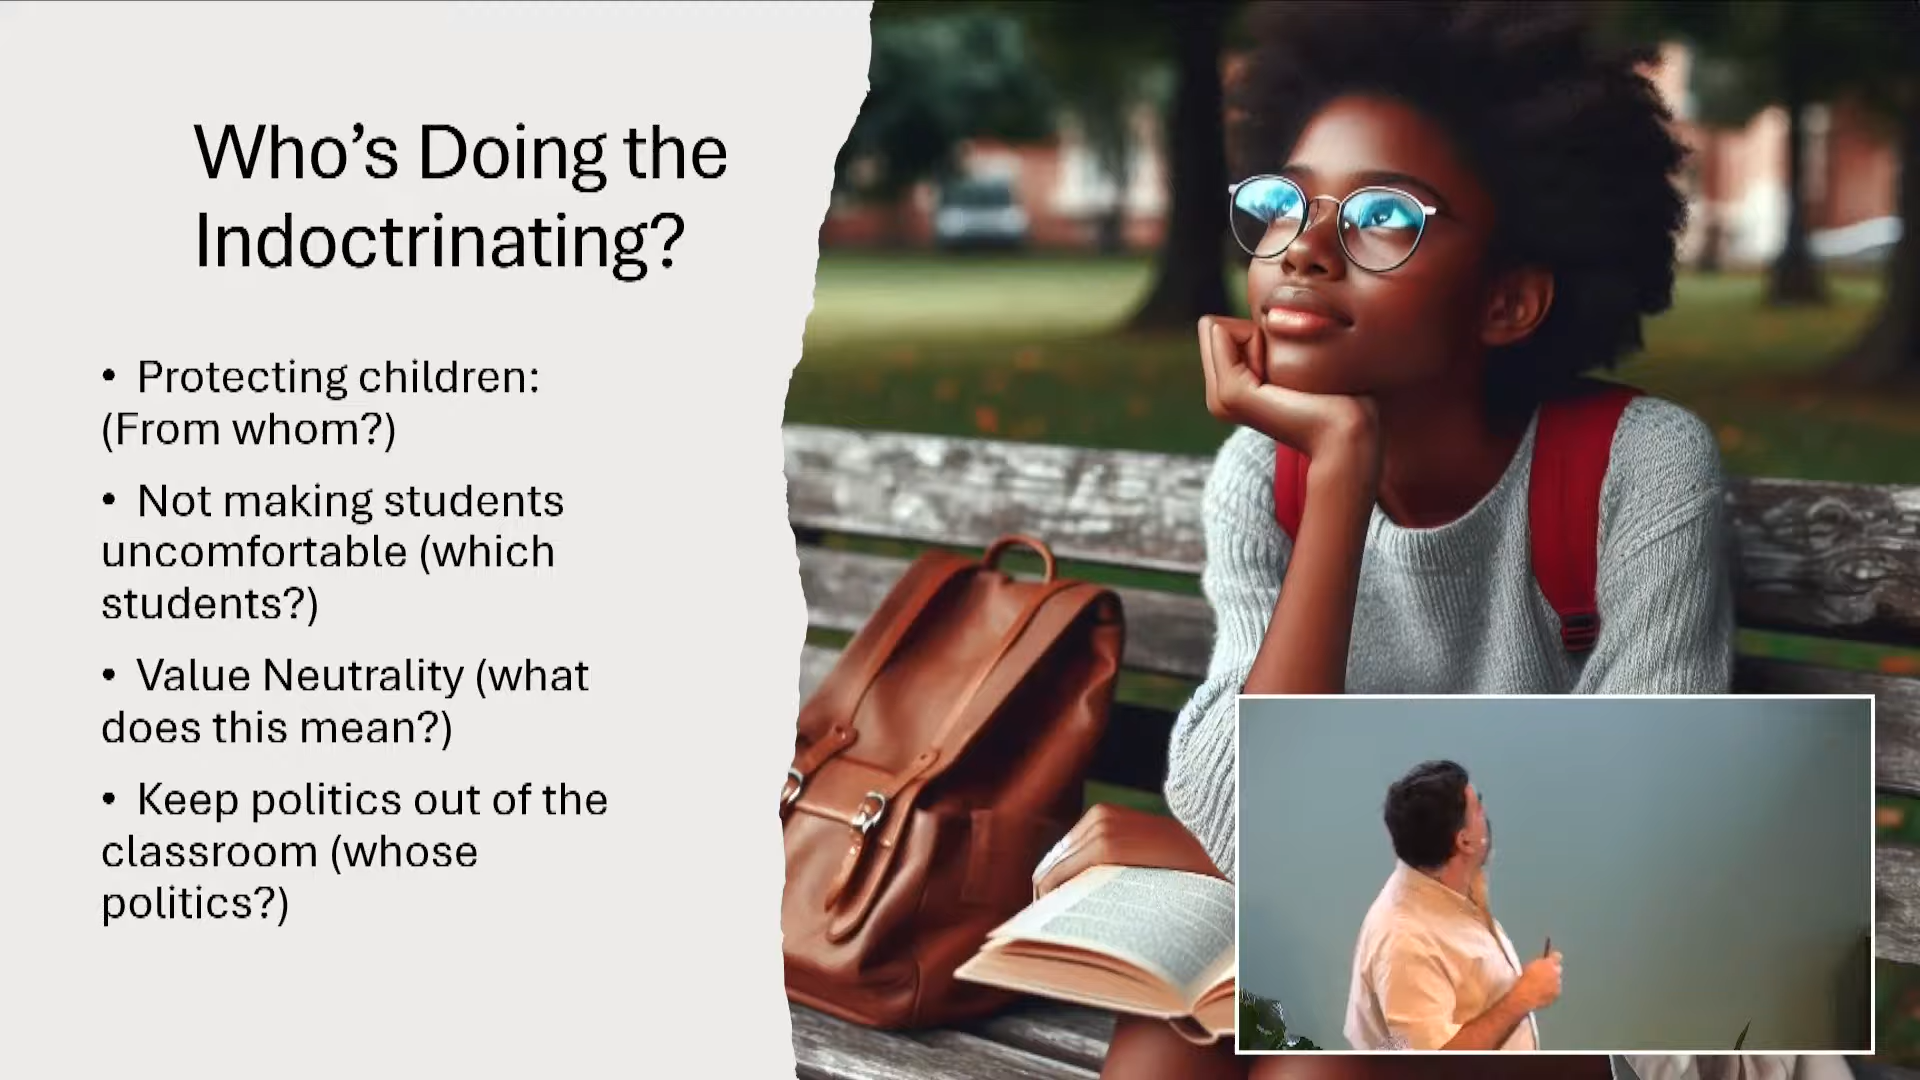 Who’s Doing the
Indoctrinating?
• Protecting children:
(From whom?)
• Not making students
uncomfortable (which
students?)
• Value Neutrality (what
does this mean?)
• Keep politics out of the
classroom (whose
politics?)